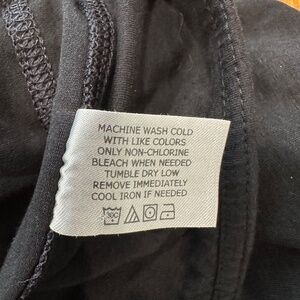 MACHINE WASH COLD
WITH LIKE COLORS
ONLY NON-CHLORINE
BLEACH WHEN NEEDED
TUMBLE DRY LOW
REMOVE IMMEDIATELY
COOL IRON IF NEEDED
30C